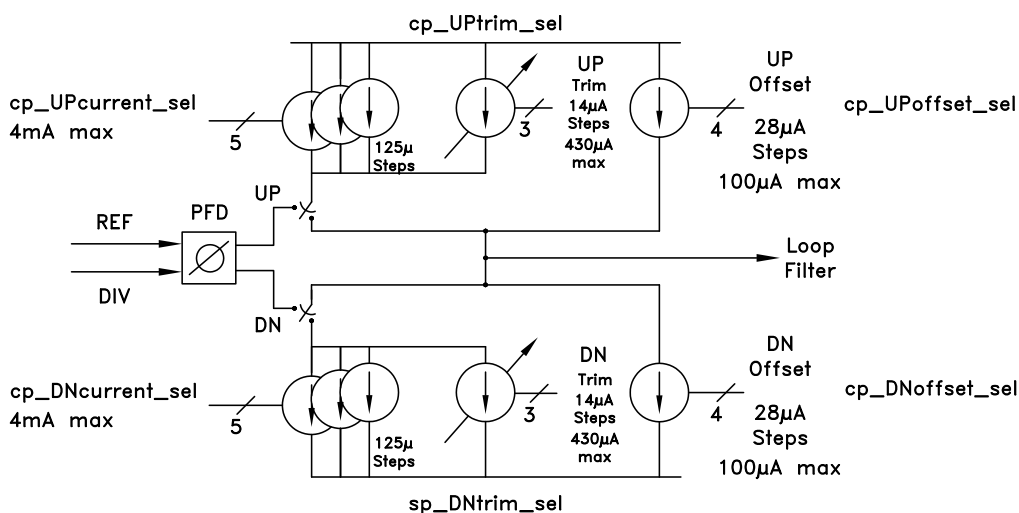 cp_UPtrim_sel
cp_UPcurrent_sel
4mA max
5
125µ
Steps
3
UP
Trim
14µA
Steps
430µA
max
4
UP
Offset
28µA
Steps
100µA max
cp_UPoffset_sel
UP
PFD
REF
DIV
DN
Loop
Filter
cp_DNcurrent_sel
4mA max
5
125µ
Steps
3
DN
Trim
14µA
Steps
430µA
max
4
DN
Offset
28µA
Steps
100µA max
cp_DNoffset_sel
sp_DNtrim_sel